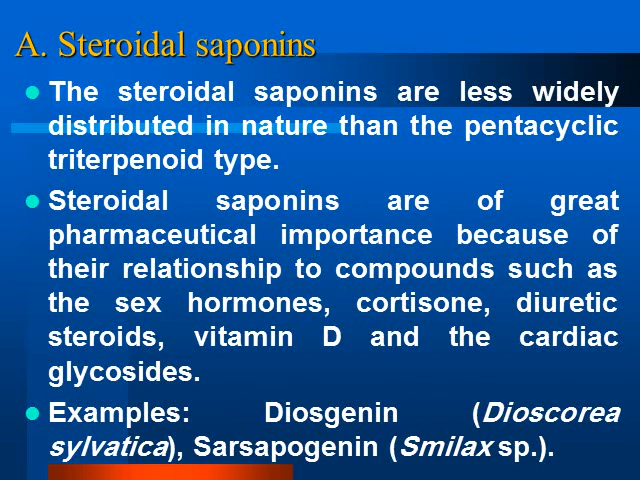 A. Steroidal saponins
The steroidal saponins are less widely
distributed in nature than the pentacyclic
triterpenoid type.
Steroidal saponins are of great
pharmaceutical importance because of
their relationship to compounds such as
the sex hormones, cortisone, diuretic
steroids, vitamin D and the cardiac
glycosides.
Examples: Diosgenin (Dioscorea
sylvatica), Sarsapogenin (Smilax sp.).